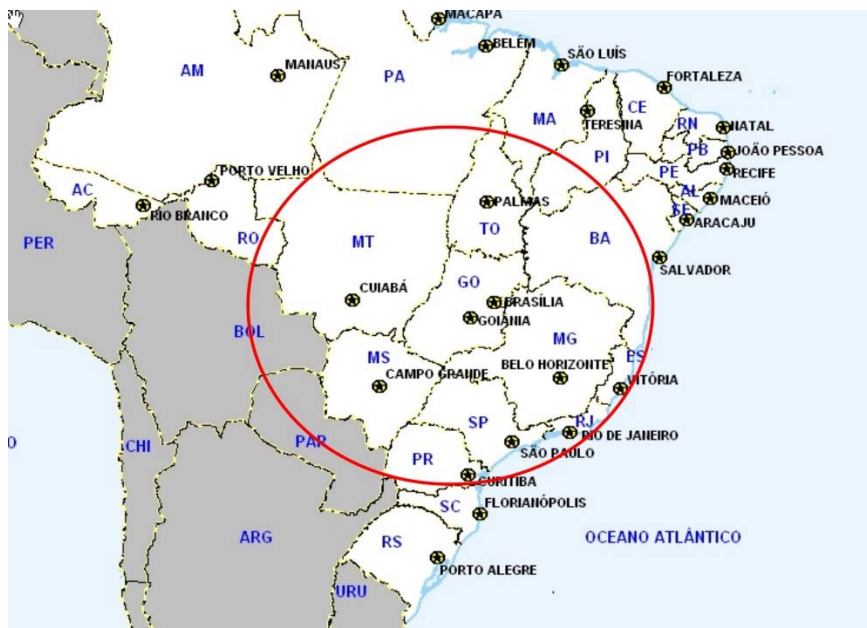 MACAPÁ
BELÉM
SÃO LUÍS
AM
MANAUS
PA
FORTALEZA
MA
CE
TERESINA
RN
NATAL
PB
JOÃO PESSOA
PI
PORTO VELHO
PE
RECIFE
AC
AL
MACEIÓ
RIO BRANCO
PALMAS
SE
ARACAJU
TO
RO
MT
BA
PER
SALVADOR
GO
CUIABÁ
BRASÍLIA
GOIÂNIA
BOL
MG
MS
ES
BELO HORIZONTE
CAMPO GRANDE
VITÓRIA
SP
RJ
RIO DE JANEIRO
CHI
PAR
O
SÃO PAULO
PR
CURITIBA
SC
FLORIANÓPOLIS
ARG
RS
OCEANO ATLÂNTICO
PORTO ALEGRE
URU